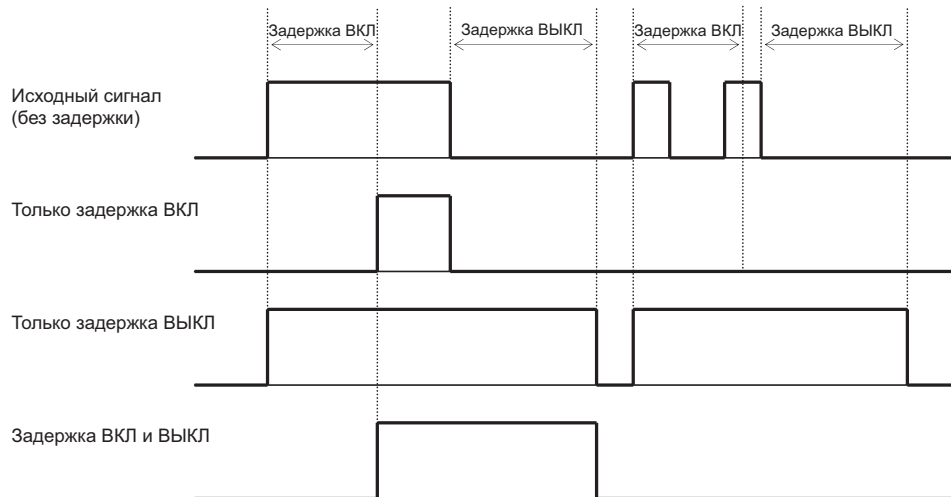 Задержка ВКЛ
Задержка ВЫКЛ
Задержка ВКЛ
Задержка ВЫКЛ
Исходный сигнал
(без задержки)
Только задержка ВКЛ
Только задержка ВЫКЛ
Задержка ВКЛ и ВЫКЛ